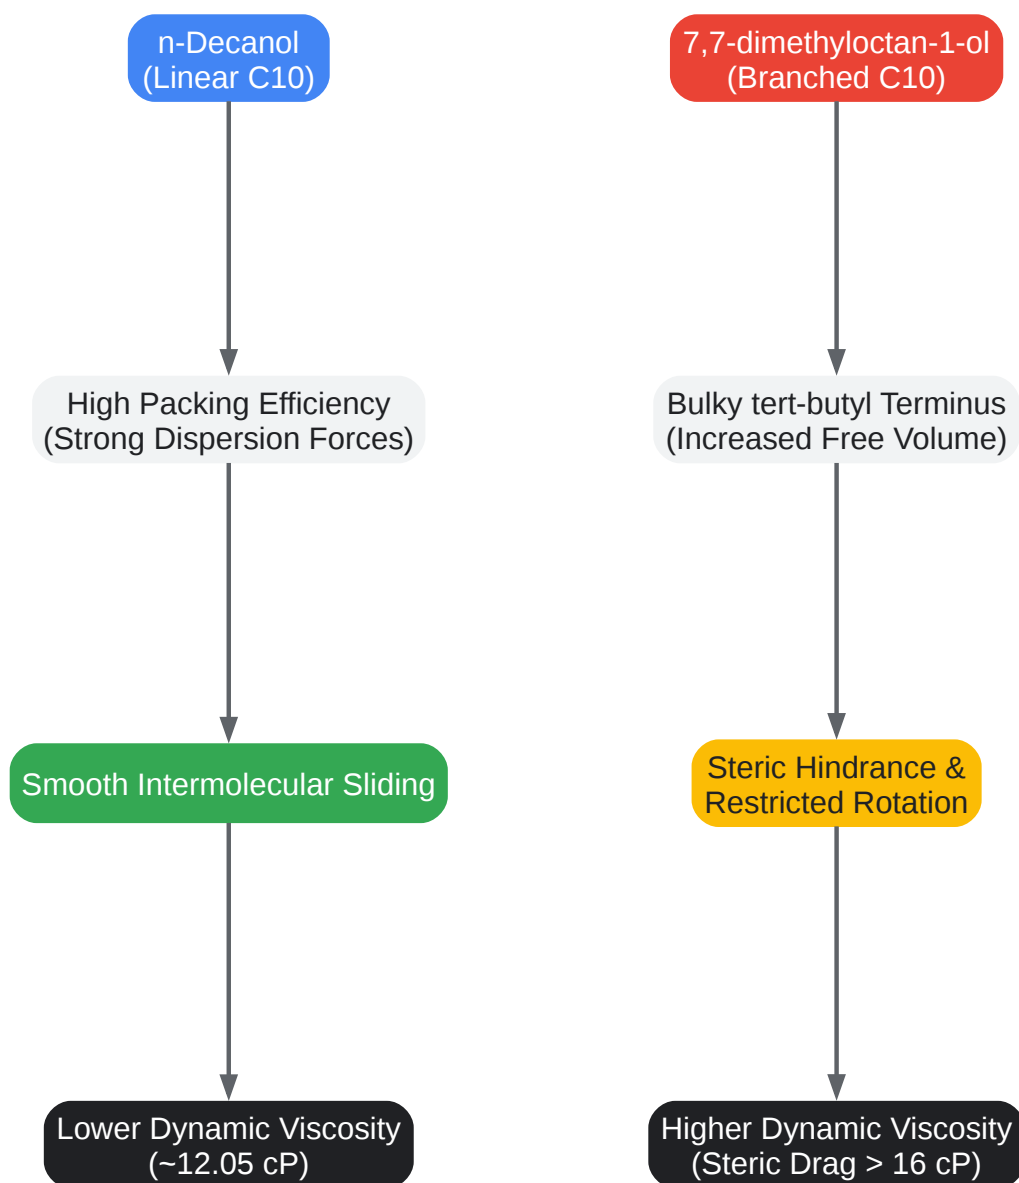 n-Decanol
(Linear C10)
7,7-dimethyloctan-1-ol
(Branched C10)
High Packing Efficiency
(Strong Dispersion Forces)
Bulky tert-butyl Terminus
(Increased Free Volume)
Smooth Intermolecular Sliding
Steric Hindrance &
Restricted Rotation
Lower Dynamic Viscosity
(~12.05 cP)
Higher Dynamic Viscosity
(Steric Drag > 16 cP)